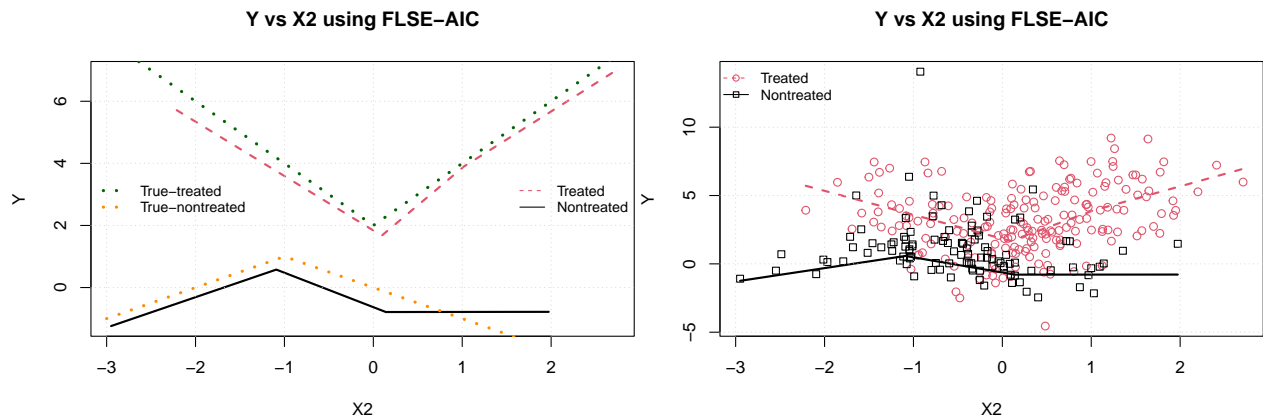 Y vs X2 using FLSE−AIC
6
4
2
0
Y
True−treated
True−nontreated
Treated
Nontreated
−3 −2 −1 0 1 2
X2
Y vs X2 using FLSE−AIC
10
5
0
−5
Y
Treated
Nontreated
−3 −2 −1 0 1 2
X2